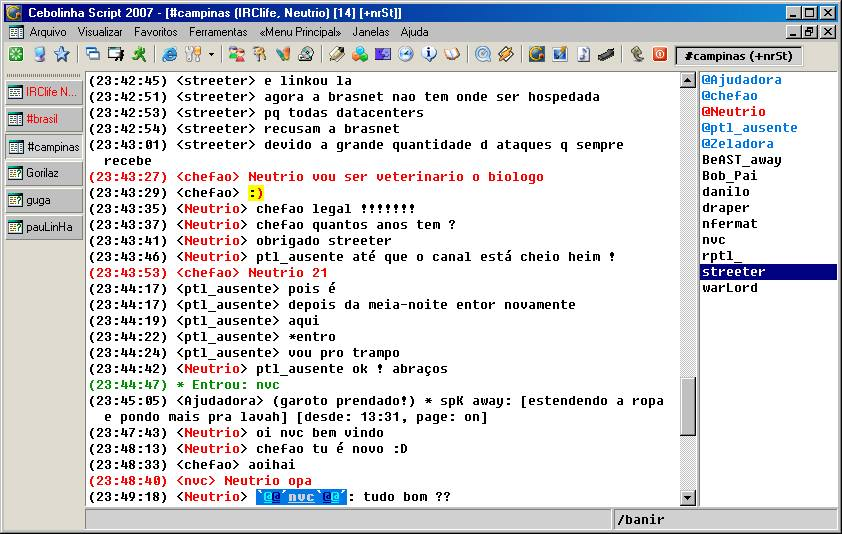 Cebolinha Script 2007 - [#campinas (IRClife, Neutrio) [14] [+nrSt]]
Arquivo Visualizar Favoritos Ferramentas «Menu Principal» Janelas Ajuda
#campinas (+nrSt)
IRClife N...
#brasil
#campinas
Gorilaz
guga
pauLinHa
(23:42:45) <streeter> e linkou la
(23:42:51) <streeter> agora a brasnet nao tem onde ser hospedada
(23:42:53) <streeter> pq todas datacenters
(23:42:54) <streeter> recusam a brasnet
(23:43:01) <streeter> devido a grande quantidade d ataques q sempre
recebe
(23:43:27) <chefao> Neutrio vou ser veterinario o biologo
(23:43:29) <chefao> :)
(23:43:35) <Neutrio> chefao legal !!!!!!!
(23:43:37) <Neutrio> chefao quantos anos tem ?
(23:43:41) <Neutrio> obrigado streeter
(23:43:46) <Neutrio> ptl_ausente até que o canal está cheio heim !
(23:43:53) <chefao> Neutrio 21
(23:44:17) <ptl_ausente> pois é
(23:44:17) <ptl_ausente> depois da meia-noite entor novamente
(23:44:19) <ptl_ausente> aqui
(23:44:22) <ptl_ausente> *entro
(23:44:24) <ptl_ausente> vou pro trampo
(23:44:42) <Neutrio> ptl_ausente ok ! abraços
(23:44:47) * Entrou: nvc
(23:45:05) <Ajudadora> (garoto prendado!) * spK away: [estendendo a ropa
e pondo mais pra lavah] [desde: 13:31, page: on]
(23:47:43) <Neutrio> oi nvc bem vindo
(23:48:13) <Neutrio> chefao tu é novo :D
(23:48:33) <chefao> aoihai
(23:48:40) <nvc> Neutrio opa
(23:49:18) <Neutrio> `@@´nvc`@@´: tudo bom ??
@Ajudadora
@chefao
@Neutrio
@ptl_ausente
@Zeladora
BeAST_away
Bob_Pai
danilo
draper
nfermat
nvc
rptl_
streeter
warLord
/banir